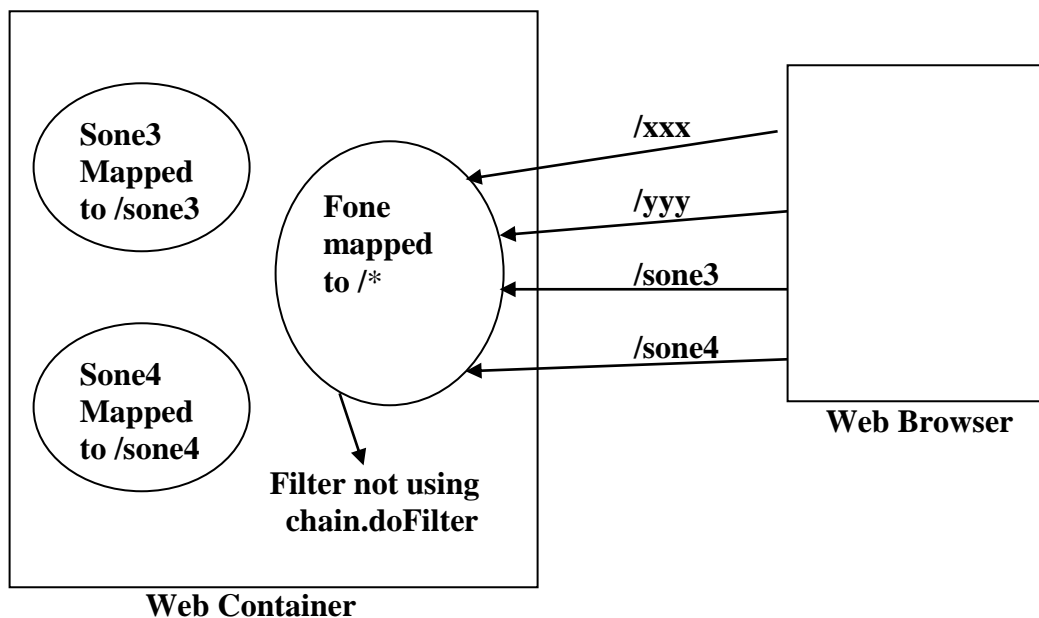 Sone3
Mapped
to /sone3
Fone
mapped
to /*
/xxx
/yyy
/sone3
/sone4
Sone4
Mapped
to /sone4
Filter not using
chain.doFilter
Web Browser
Web Container